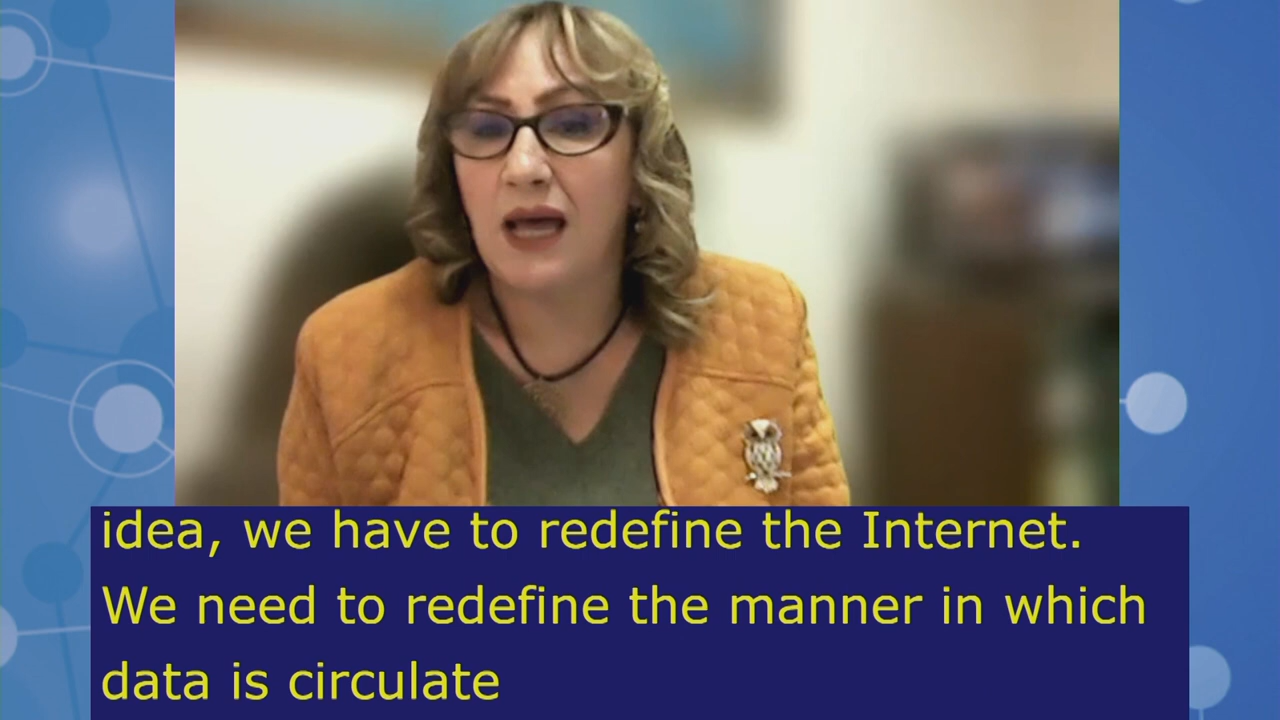 idea, we have to redefine the Internet.
We need to redefine the manner in which
data is circulate